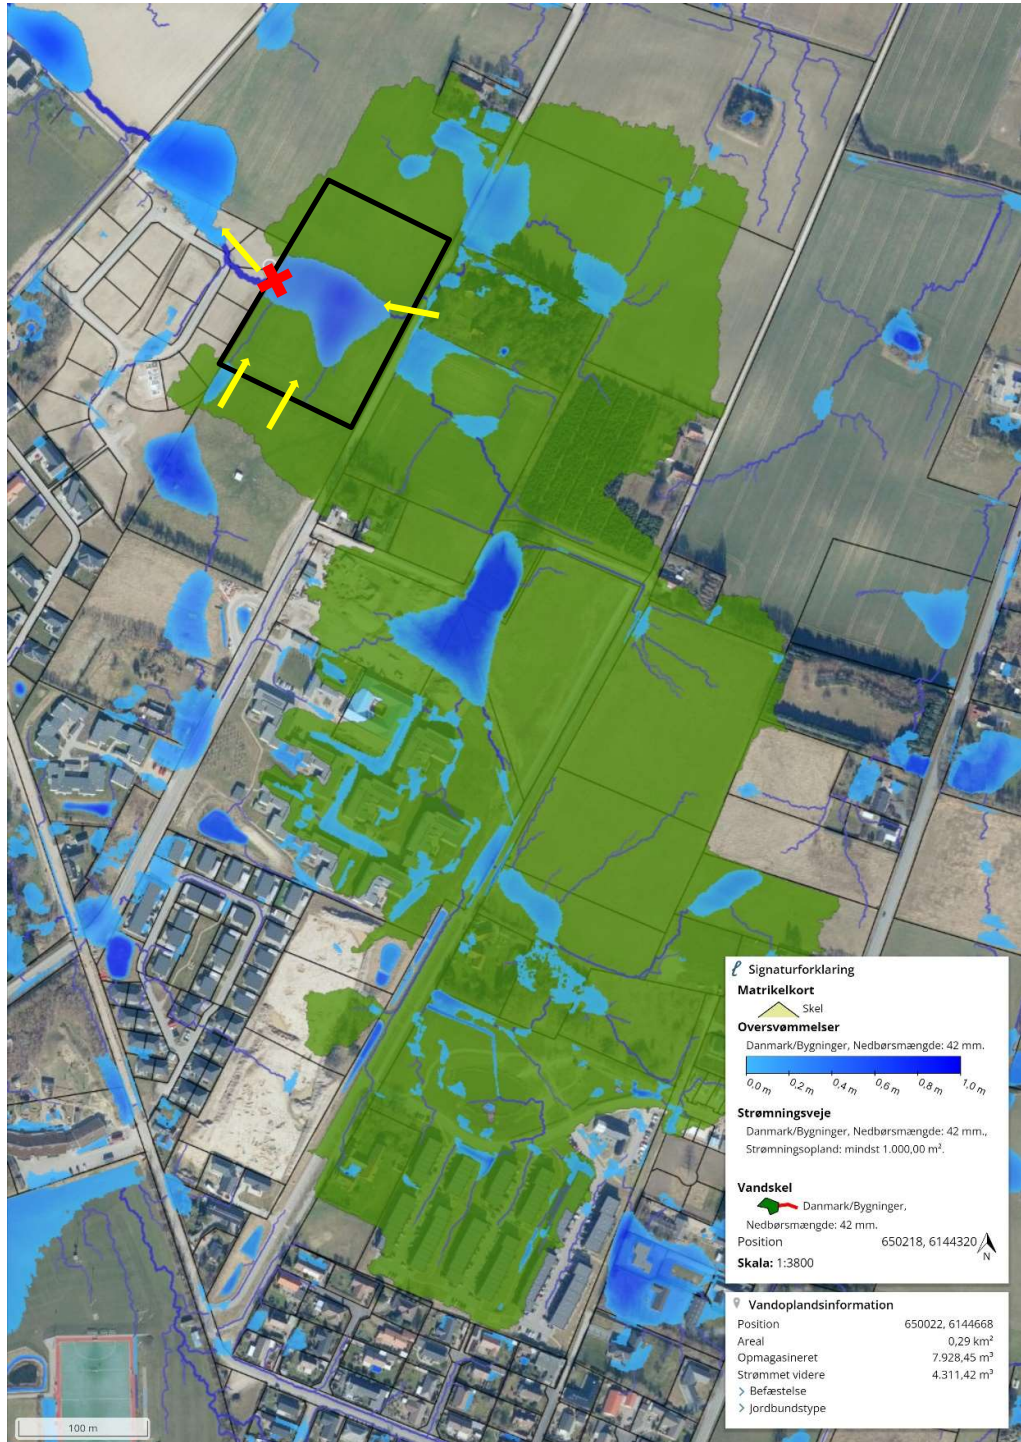 Signaturforklaring
Matrikelkort
Skel
Oversvømmelser
Danmark/Bygninger, Nedbørsmængde: 42 mm.
0.0 m 0.2 m 0.4 m 0.6 m 0.8 m 1.0 m
Strømningsveje
Danmark/Bygninger, Nedbørsmængde: 42 mm.,
Strømningsopland: mindst 1.000,00 m².
Vandskel
Danmark/Bygninger,
Nedbørsmængde: 42 mm.
Position 650218, 6144320
N
Skala: 1:3800
Vandoplandsinformation
Position 650022, 6144668
Areal 0,29 km²
Opmagasineret 7.928,45 m³
Strømmet videre 4.311,42 m³
> Befæstelse
> Jordbundstype
100 m